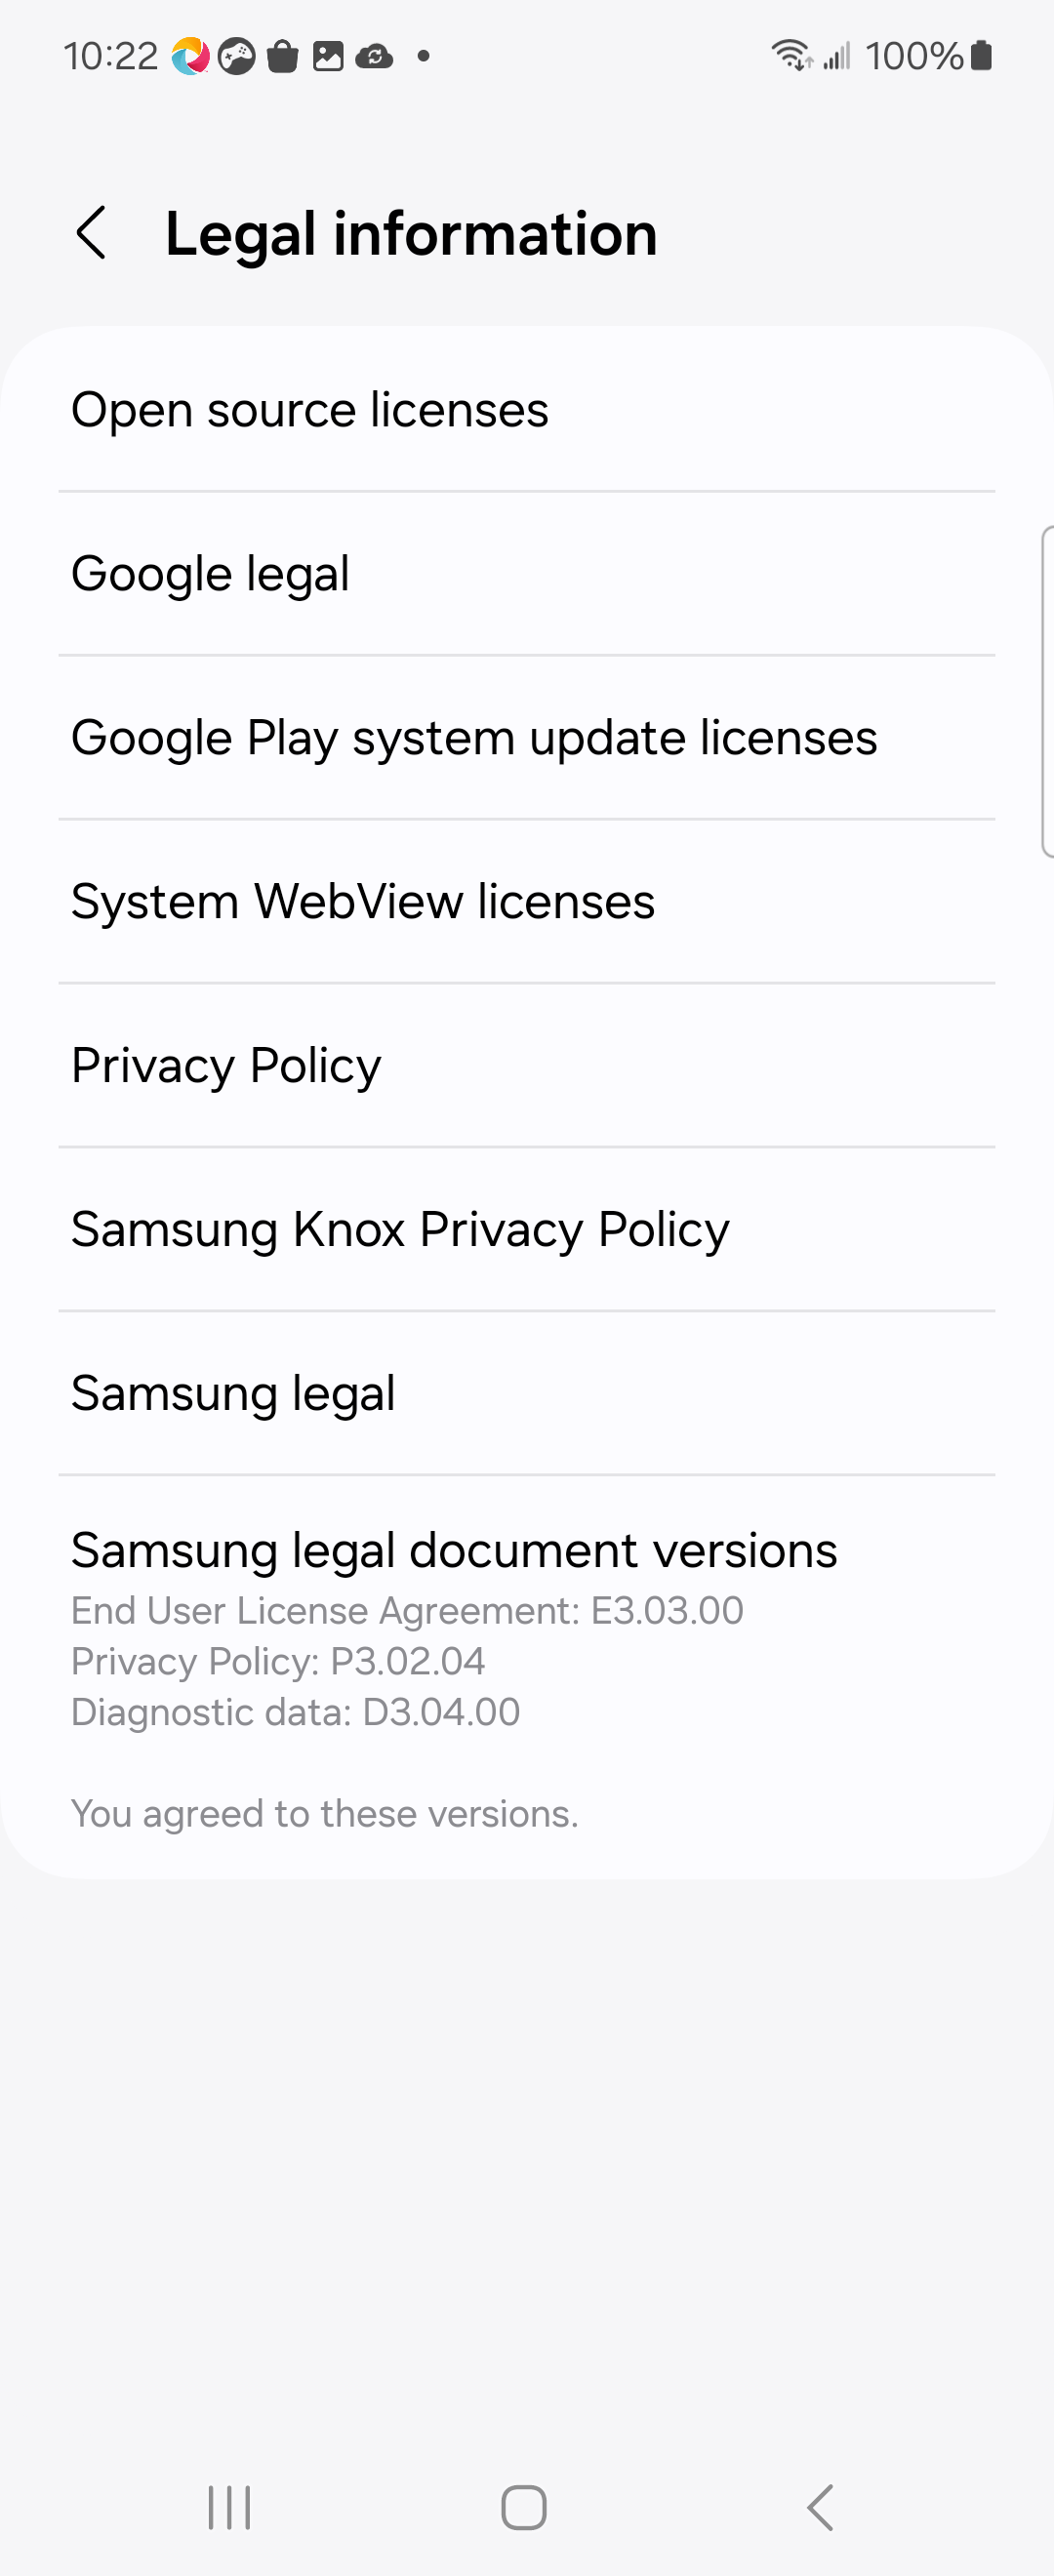 10:22
100%
Legal information
Open source licenses
Google legal
Google Play system update licenses
System WebView licenses
Privacy Policy
Samsung Knox Privacy Policy
Samsung legal
Samsung legal document versions
End User License Agreement: E3.03.00
Privacy Policy: P3.02.04
Diagnostic data: D3.04.00
You agreed to these versions.